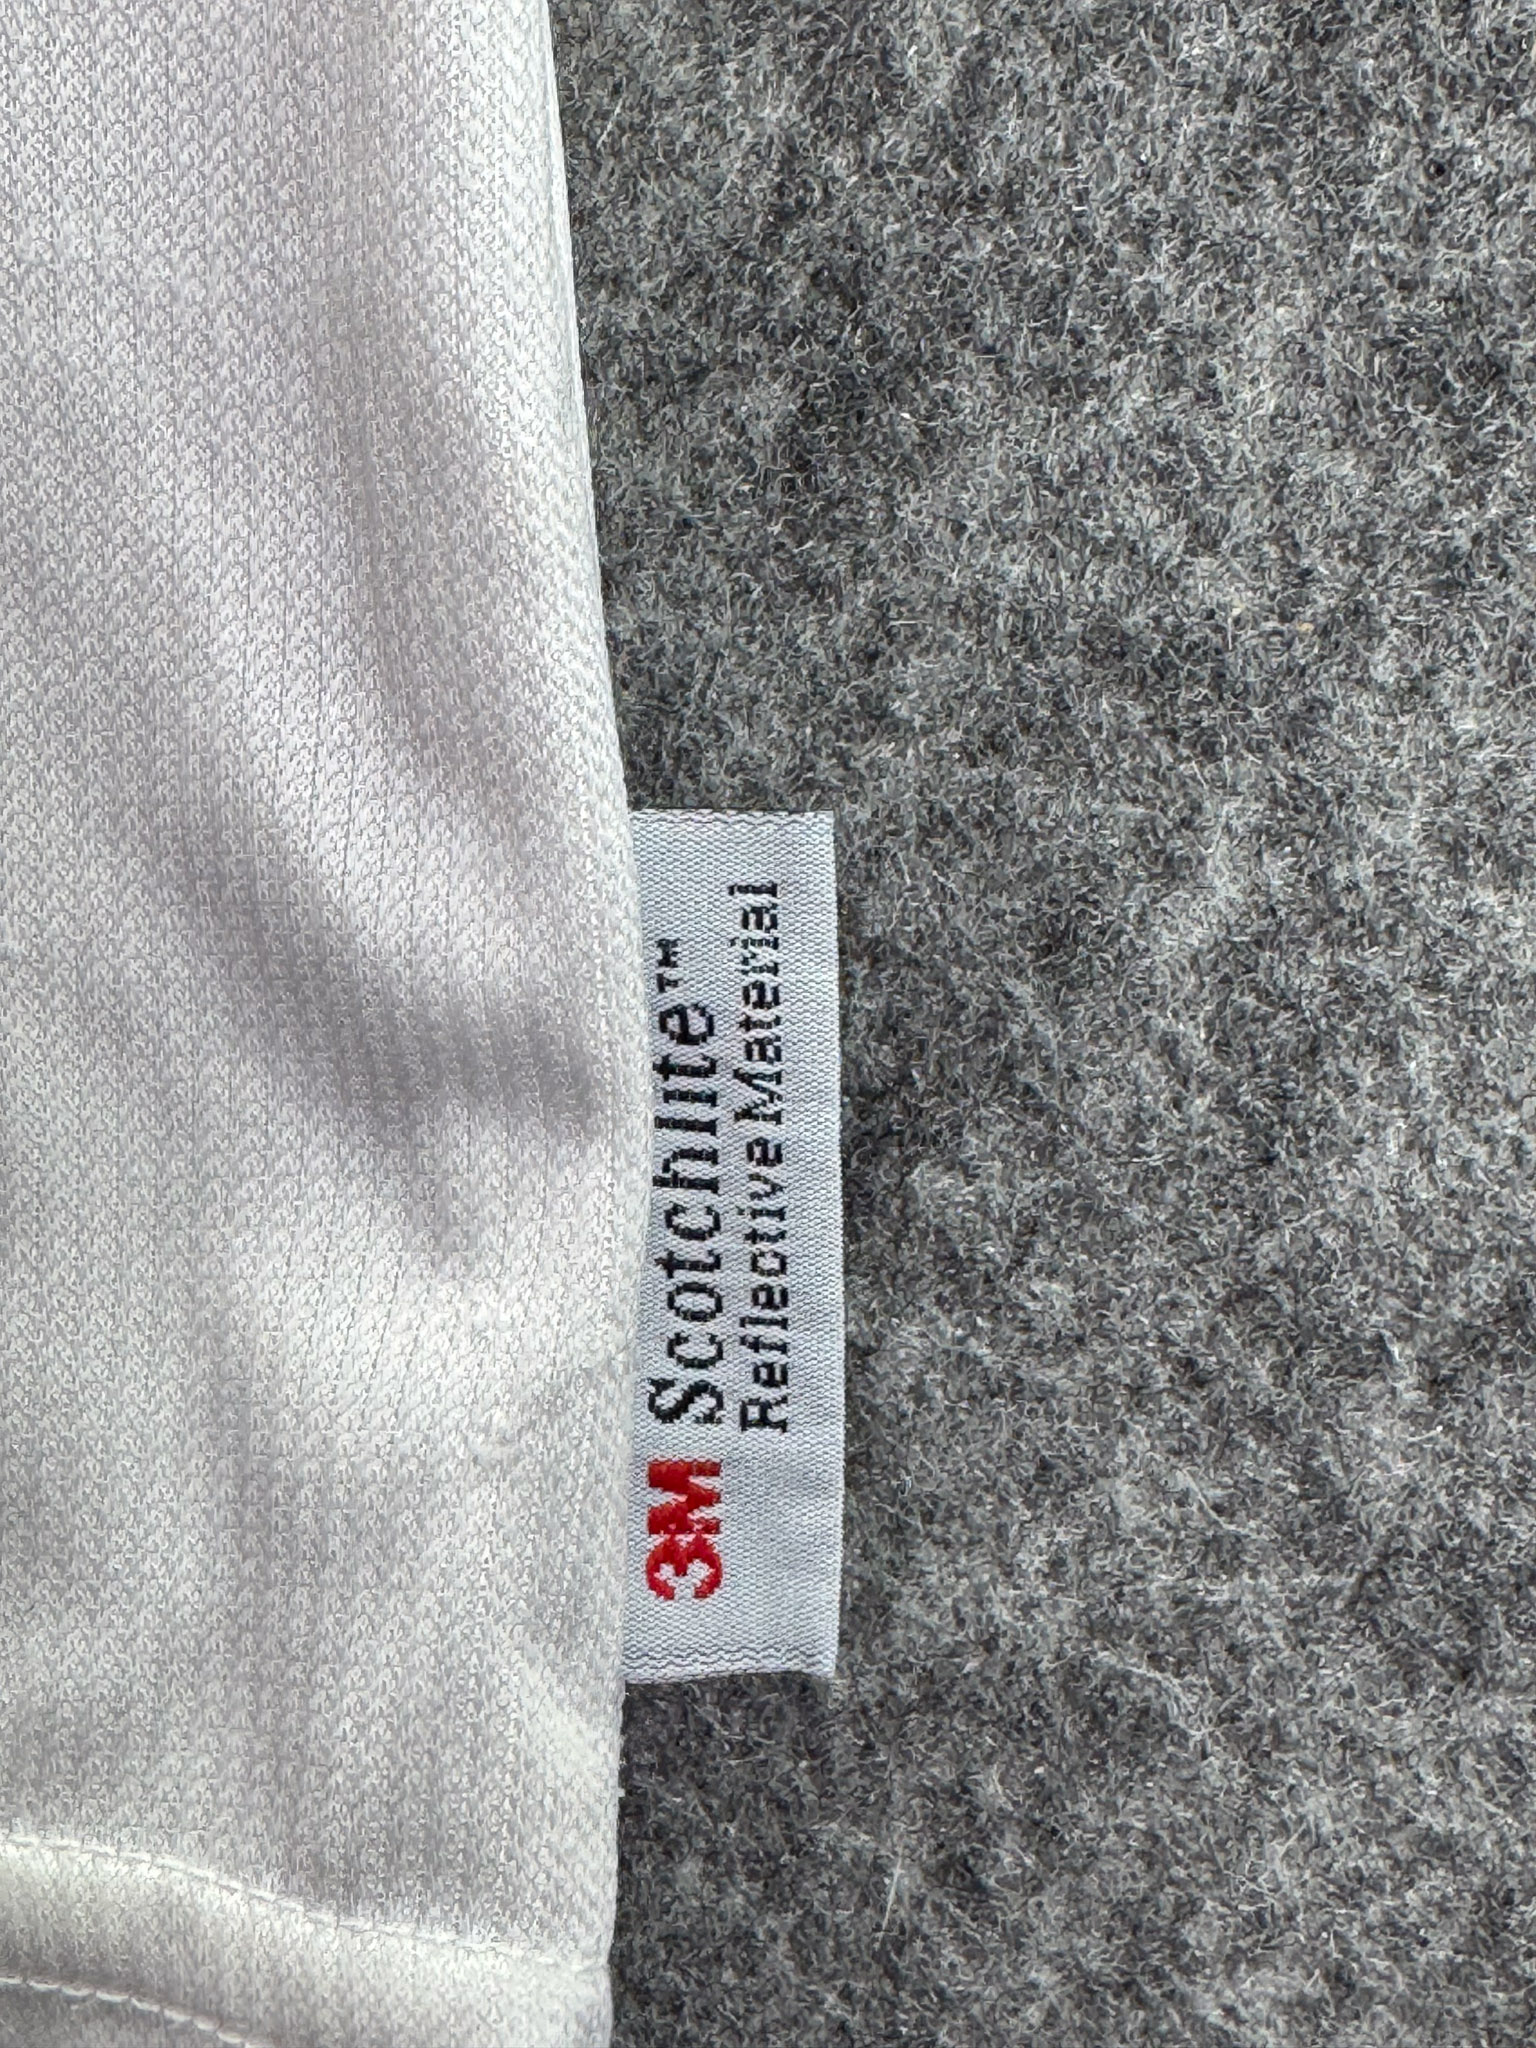 3M Scotchlite™
Reflective Material